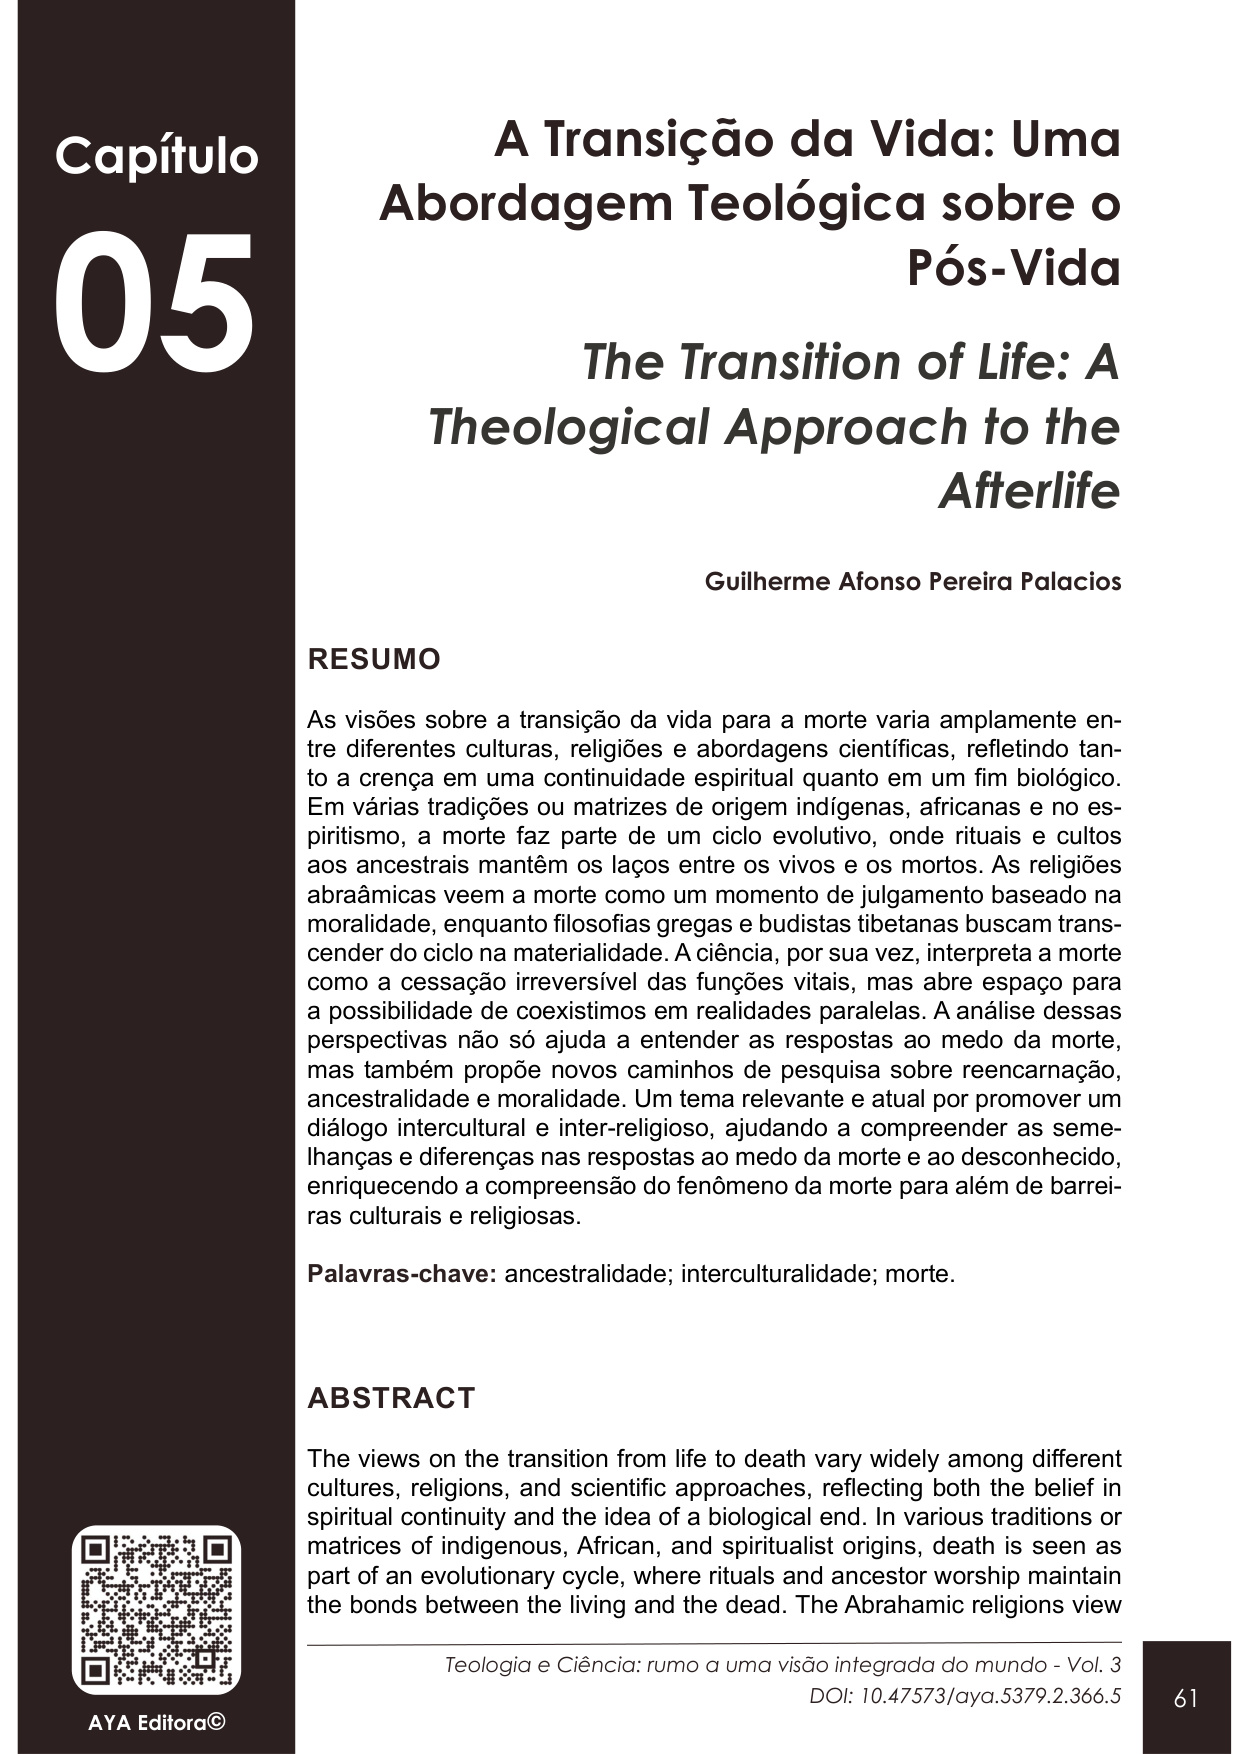 Capítulo
05
A Transição da Vida: Uma
Abordagem Teológica sobre o
Pós-Vida
The Transition of Life: A
Theological Approach to the
Afterlife
Guilherme Afonso Pereira Palacios
RESUMO
As visões sobre a transição da vida para a morte varia amplamente en-
tre diferentes culturas, religiões e abordagens científicas, refletindo tan-
to a crença em uma continuidade espiritual quanto em um fim biológico.
Em várias tradições ou matrizes de origem indígenas, africanas e no es-
piritismo, a morte faz parte de um ciclo evolutivo, onde rituais e cultos
aos ancestrais mantêm os laços entre os vivos e os mortos. As religiões
abraâmicas veem a morte como um momento de julgamento baseado na
moralidade, enquanto filosofias gregas e budistas tibetanas buscam trans-
cender do ciclo na materialidade. A ciência, por sua vez, interpreta a morte
como a cessação irreversível das funções vitais, mas abre espaço para
a possibilidade de coexistimos em realidades paralelas. A análise dessas
perspectivas não só ajuda a entender as respostas ao medo da morte,
mas também propõe novos caminhos de pesquisa sobre reencarnação,
ancestralidade e moralidade. Um tema relevante e atual por promover um
diálogo intercultural e inter-religioso, ajudando a compreender as seme-
lhanças e diferenças nas respostas ao medo da morte e ao desconhecido,
enriquecendo a compreensão do fenômeno da morte para além de barrei-
ras culturais e religiosas.
Palavras-chave: ancestralidade; interculturalidade; morte.
ABSTRACT
The views on the transition from life to death vary widely among different
cultures, religions, and scientific approaches, reflecting both the belief in
spiritual continuity and the idea of a biological end. In various traditions or
matrices of indigenous, African, and spiritualist origins, death is seen as
part of an evolutionary cycle, where rituals and ancestor worship maintain
the bonds between the living and the dead. The Abrahamic religions view
Teologia e Ciência: rumo a uma visão integrada do mundo - Vol. 3
DOI: 10.47573/aya.5379.2.366.5
61
AYA Editora©